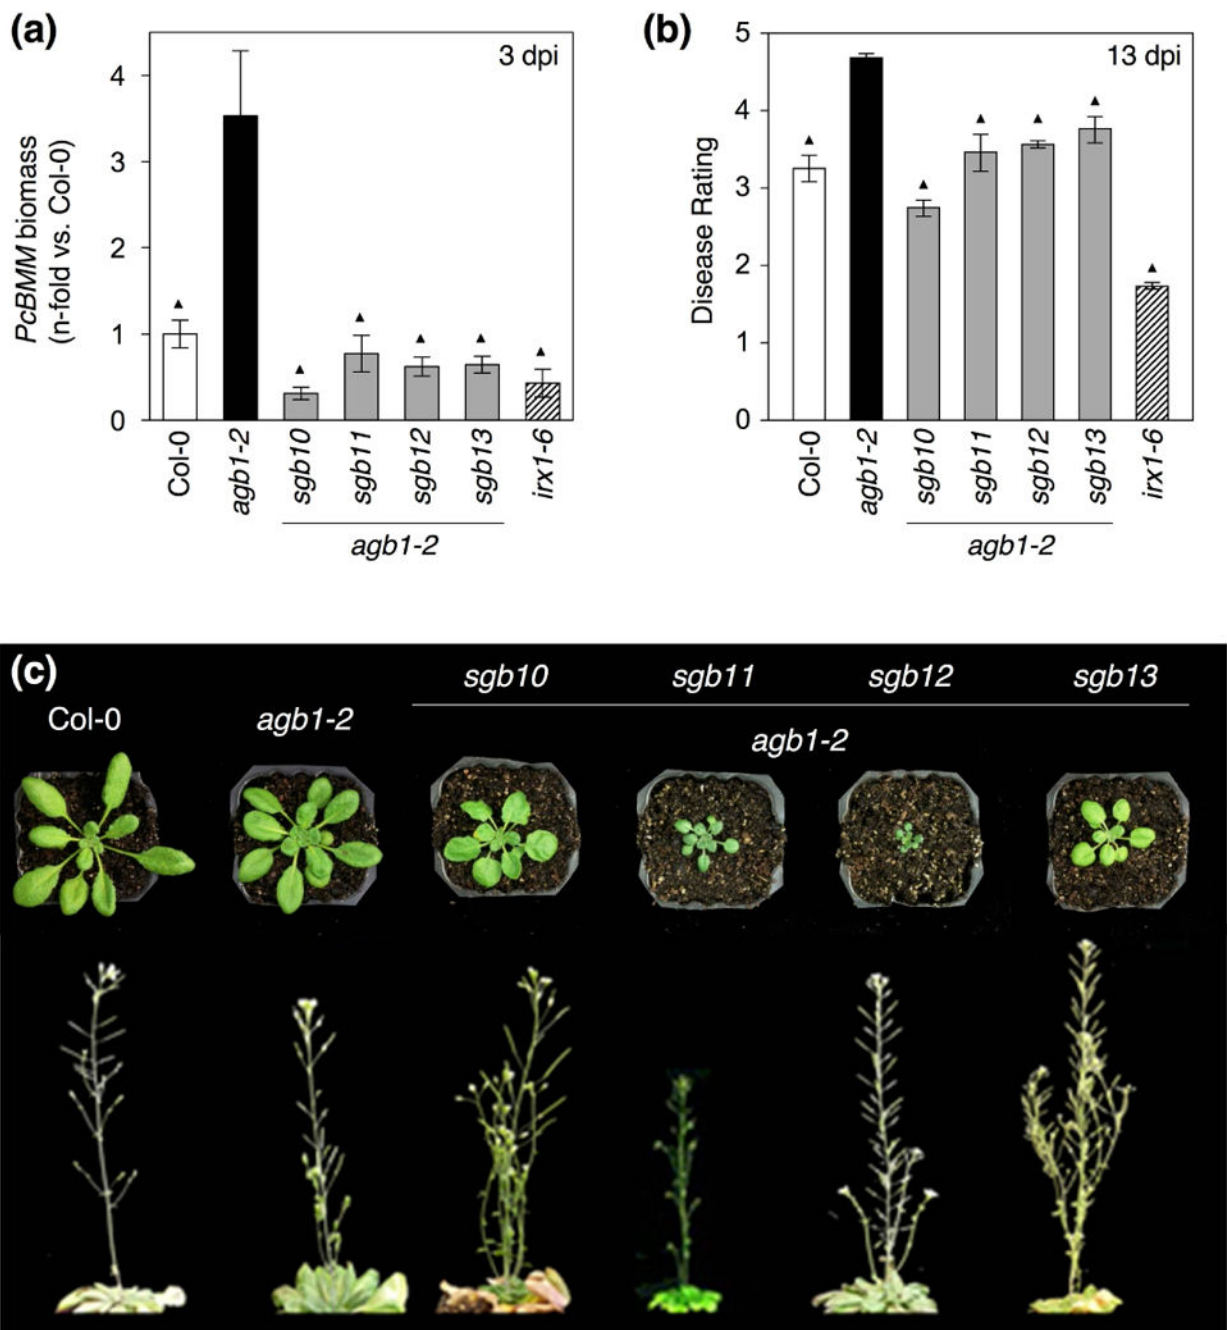 (a)
3 dpi
PcBMM biomass
(n-fold vs. Col-0)
4
3
2
1
0
Col-0
agb1-2
sgb10
sgb11
sgb12
sgb13
irx1-6
agb1-2
(b)
13 dpi
Disease Rating
5
4
3
2
1
0
Col-0
agb1-2
sgb10
sgb11
sgb12
sgb13
irx1-6
agb1-2
(c)
sgb10 sgb11 sgb12 sgb13
Col-0 agb1-2
agb1-2